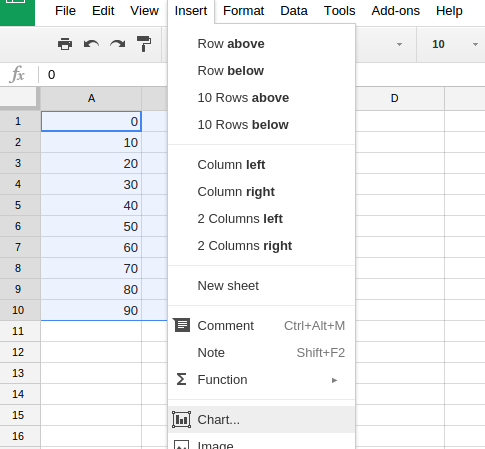 File Edit View Insert Format Data Tools Add-ons Help
10
fx 0
A D
Row above
Row below
10 Rows above
10 Rows below
Column left
Column right
2 Columns left
2 Columns right
New sheet
Comment Ctrl+Alt+M
Note Shift+F2
Σ Function
Chart...
Image
1 0
2 10
3 20
4 30
5 40
6 50
7 60
8 70
9 80
10 90
11
12
13
14
15
16